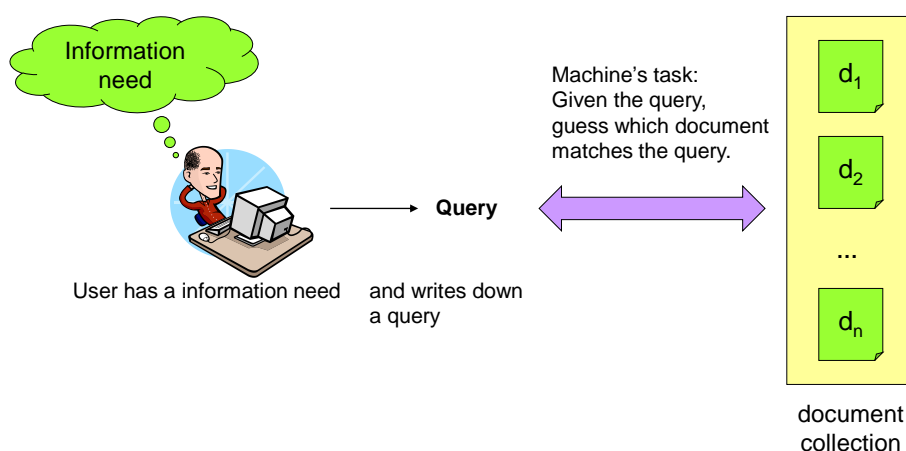 Information
need
Machine’s task:
Given the query,
guess which document
matches the query.
Query
User has a information need
and writes down
a query
d₁
d₂
...
dₙ
document
collection